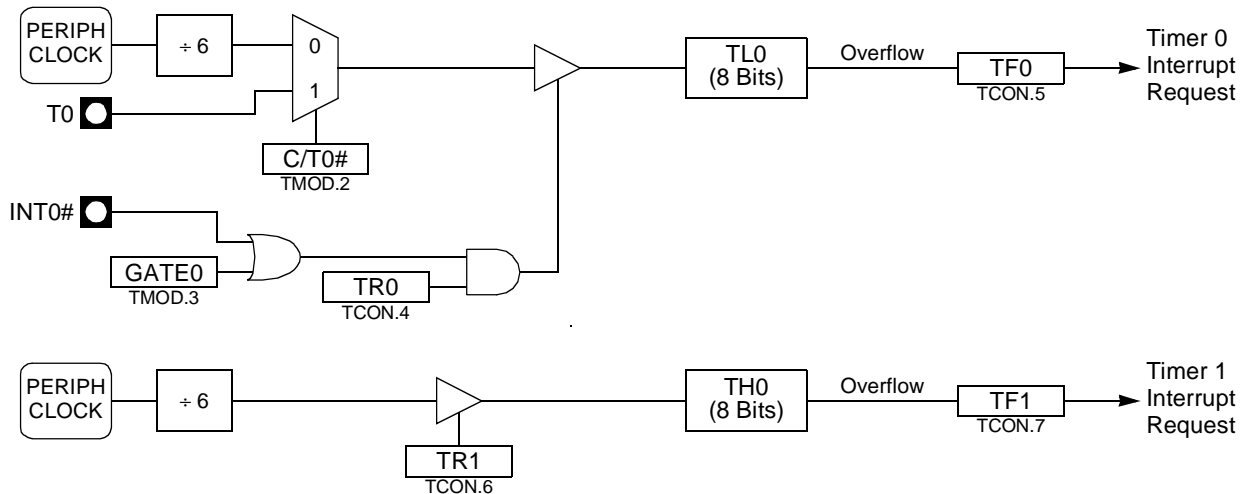 PERIPH
CLOCK
÷ 6
0
1
T0
C/T0#
TMOD.2
TL0
(8 Bits)
Overflow
TF0
TCON.5
Timer 0
Interrupt
Request
INT0#
GATE0
TMOD.3
TR0
TCON.4
PERIPH
CLOCK
÷ 6
TR1
TCON.6
TH0
(8 Bits)
Overflow
TF1
TCON.7
Timer 1
Interrupt
Request